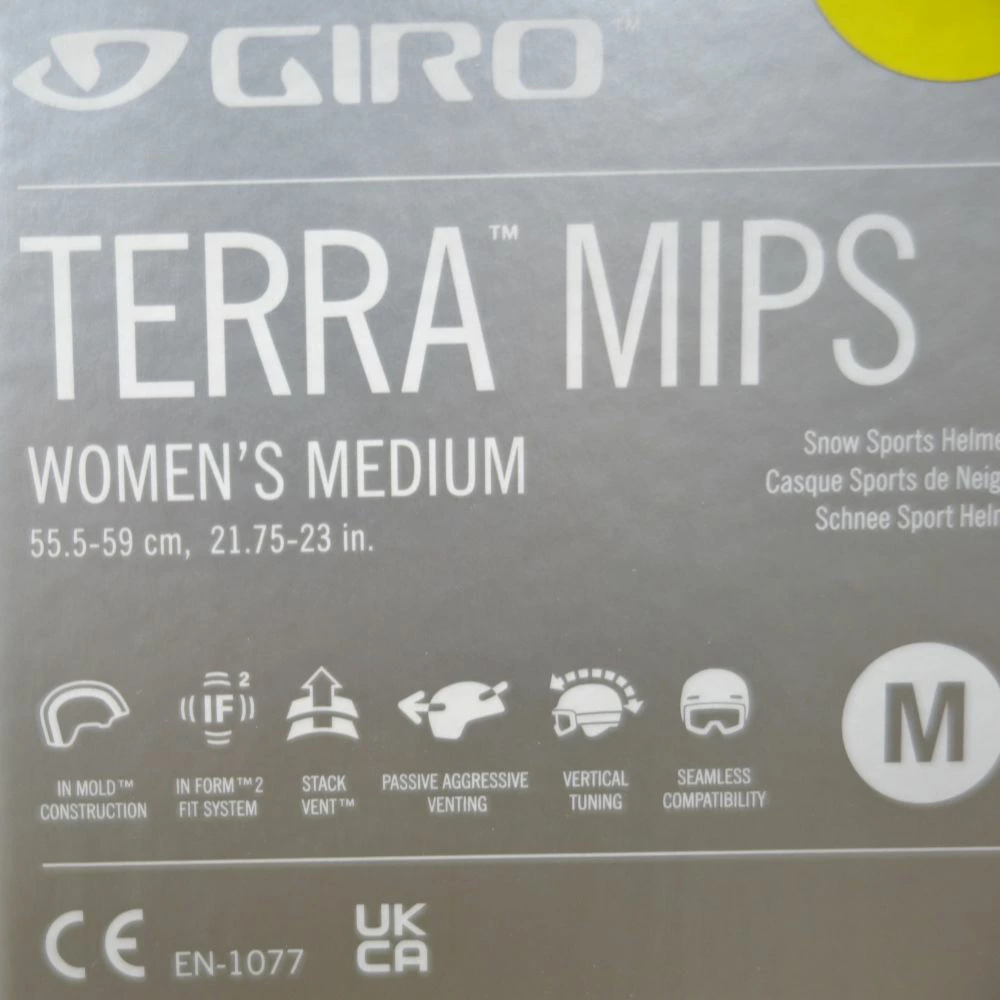 GIRO™
TERRA™ MIPS
WOMEN'S MEDIUM
55.5-59 cm, 21.75-23 in.
Snow Sports Helme
Casque Sports de Neig
Schnee Sport Hel
IF 2
M
IN MOLD™
CONSTRUCTION
IN FORM™2
FIT SYSTEM
STACK
VENT™
PASSIVE AGGRESSIVE
VENTING
VERTICAL
TUNING
SEAMLESS
COMPATIBILITY
CE EN-1077
UK
CA